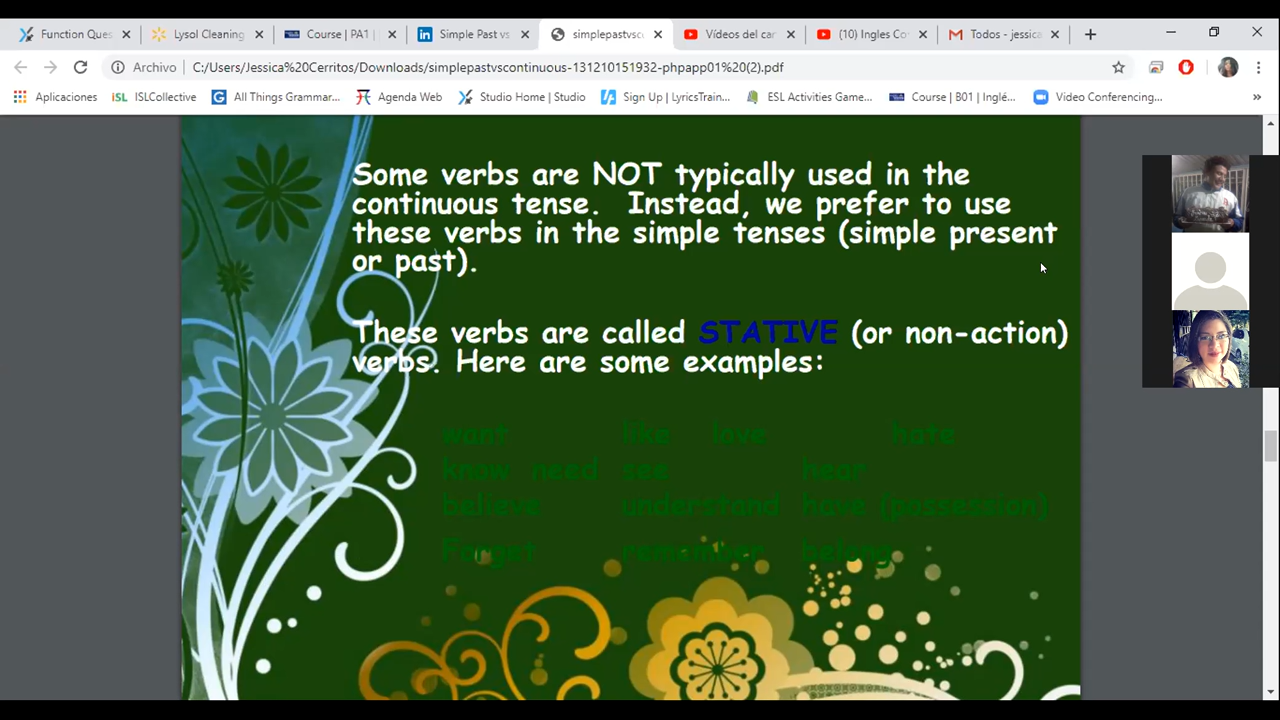 Function Ques
Lysol Cleaning
Course | PA1 |
Simple Past vs
simplepastvsco
Vídeos del car
(10) Ingles Co
Todos - jessica
Archivo
C:/Users/Jessica%20Cerritos/Downloads/simplepastvscontinuous-131210151932-phpapp01%20(2).pdf
Aplicaciones
iSL ISLCollective
G All Things Grammar...
Agenda Web
Studio Home | Studio
Sign Up | LyricsTrain...
ESL Activities Game...
Course | B01 | Inglé...
Video Conferencing...
»
Some verbs are NOT typically used in the
continuous tense. Instead, we prefer to use
these verbs in the simple tenses (simple present
or past).
These verbs are called STATIVE (or non-action)
verbs. Here are some examples:
want like love hate
know need see hear
believe understand have (possession)
Forget remember belong